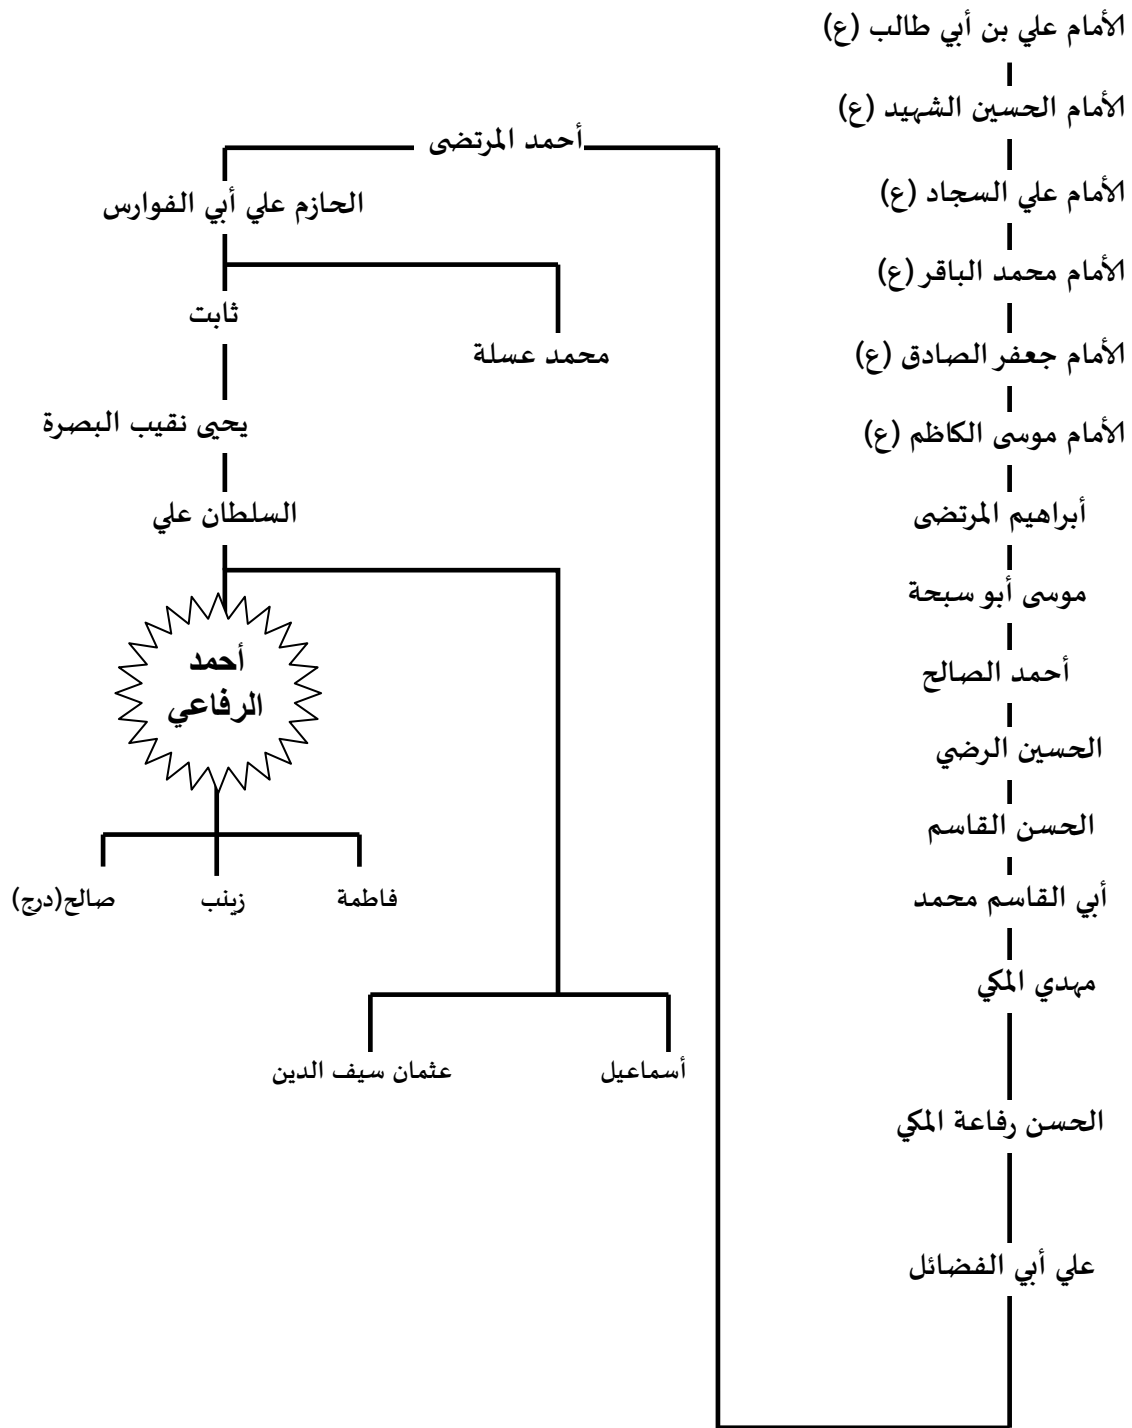 الأمام علي بن أبي طالب (ع)
الأمام الحسين الشهيد (ع)
الأمام علي السجاد (ع)
الأمام محمد الباقر (ع)
الأمام جعفر الصادق (ع)
الأمام موسى الكاظم (ع)
أبراهيم المرتضى
موسى أبو سبحة
أحمد الصالح
الحسين الرضي
الحسن القاسم
أبي القاسم محمد
مهدي المكي
الحسن رفاعة المكي
علي أبي الفضائل
أحمد المرتضى
الحازم علي أبي الفوارس
ثابت
محمد عسلة
يحيى نقيب البصرة
السلطان علي
أحمد
الرفاعي
فاطمة
زينب
صالح(درج)
أسماعيل
عثمان سيف الدين